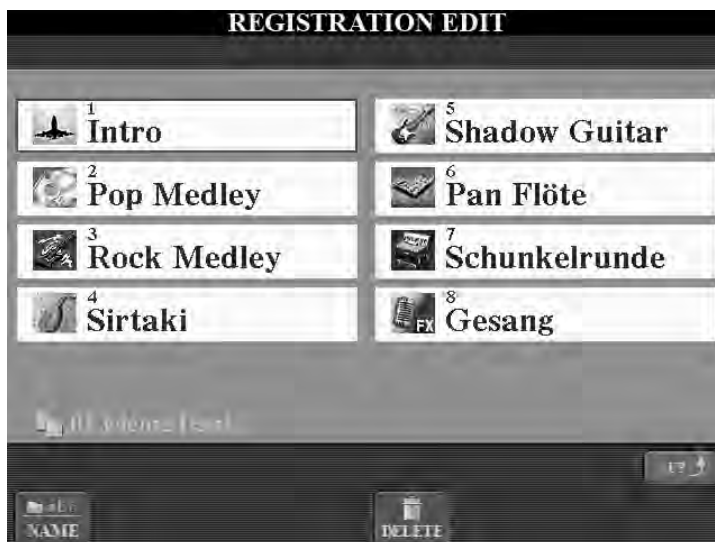 REGISTRATION EDIT
1
Intro
2
Pop Medley
3
Rock Medley
4
Sirtaki
5
Shadow Guitar
6
Pan Flöte
7
Schunkelrunde
8
FX
Gesang
NAME
DELETE